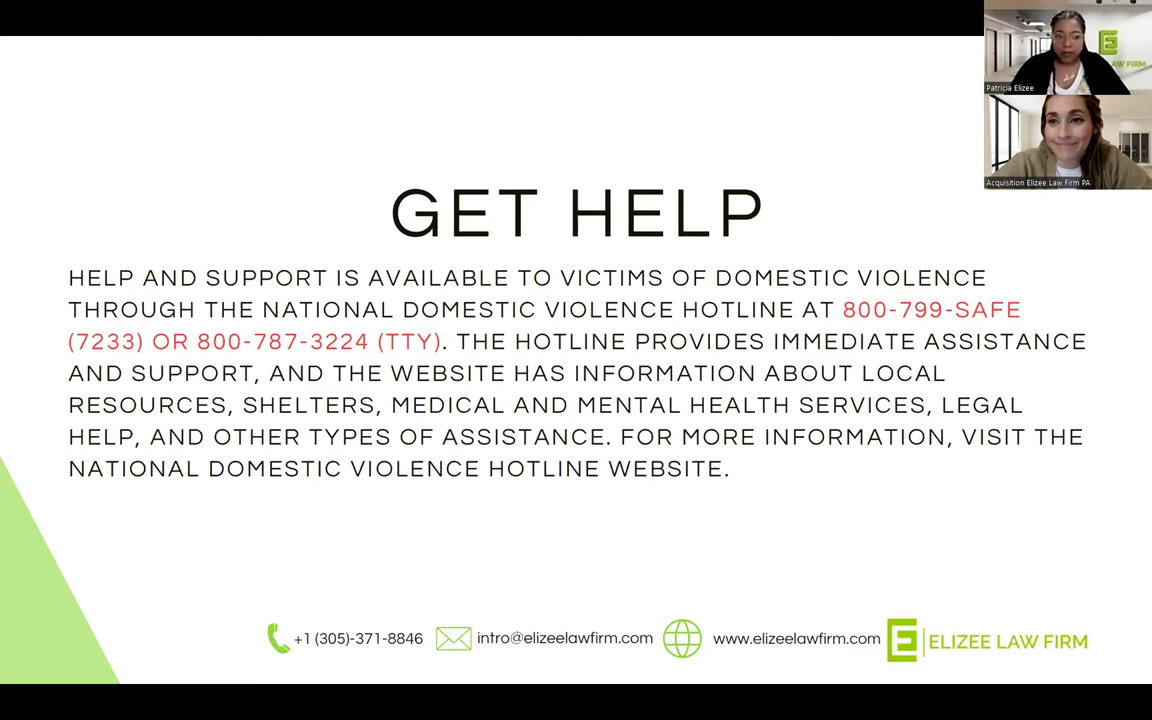 E
LAW FIRM
Patricia Elizee
Acquisition Elizee Law Firm PA
GET HELP
HELP AND SUPPORT IS AVAILABLE TO VICTIMS OF DOMESTIC VIOLENCE
THROUGH THE NATIONAL DOMESTIC VIOLENCE HOTLINE AT 800-799-SAFE
(7233) OR 800-787-3224 (TTY). THE HOTLINE PROVIDES IMMEDIATE ASSISTANCE
AND SUPPORT, AND THE WEBSITE HAS INFORMATION ABOUT LOCAL
RESOURCES, SHELTERS, MEDICAL AND MENTAL HEALTH SERVICES, LEGAL
HELP, AND OTHER TYPES OF ASSISTANCE. FOR MORE INFORMATION, VISIT THE
NATIONAL DOMESTIC VIOLENCE HOTLINE WEBSITE.
+1 (305)-371-8846 intro@elizeelawfirm.com www.elizeelawfirm.com E ELIZEE LAW FIRM